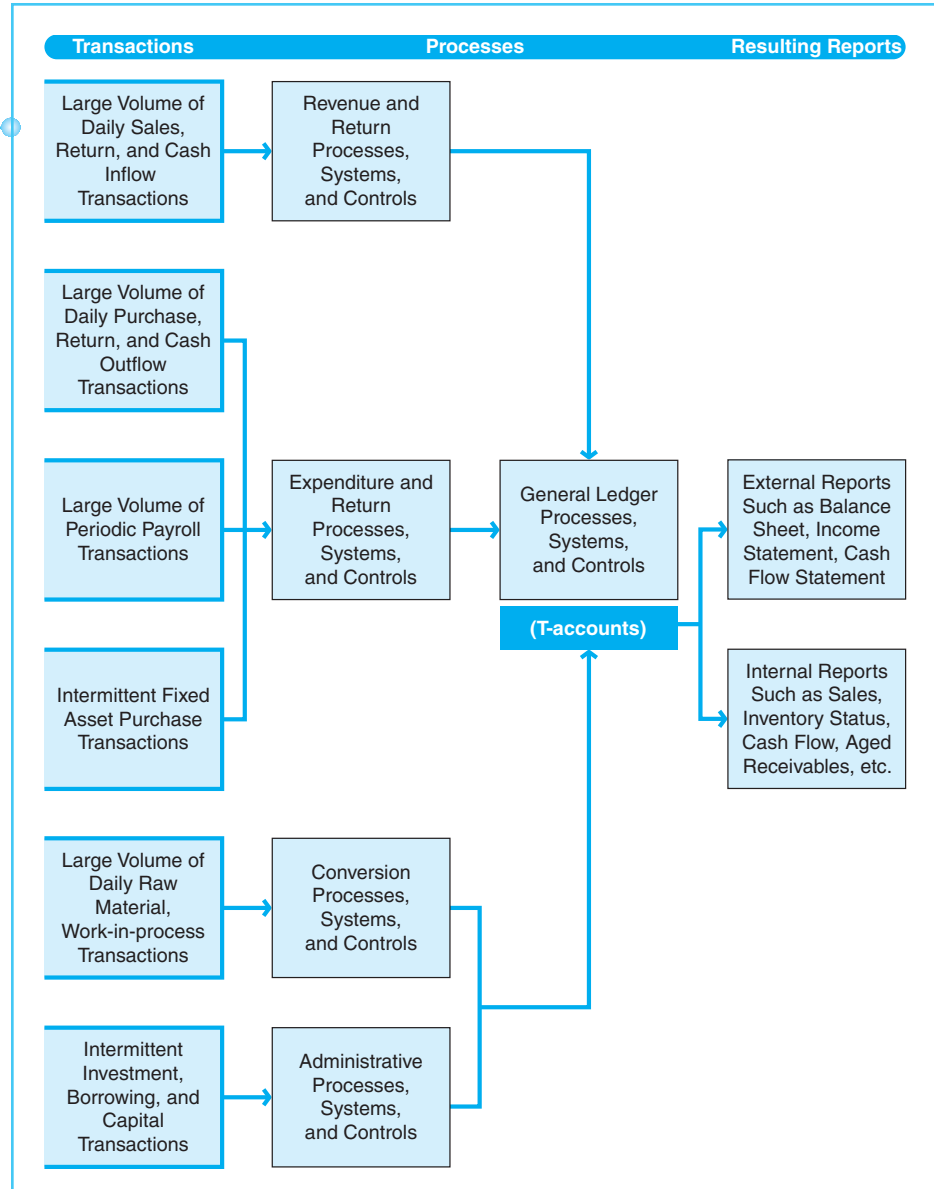 Transactions
Processes
Resulting Reports
Large Volume of
Daily Sales,
Return, and Cash
Inflow
Transactions
Revenue and
Return
Processes,
Systems,
and Controls
Large Volume of
Daily Purchase,
Return, and Cash
Outflow
Transactions
Large Volume of
Periodic Payroll
Transactions
Expenditure and
Return
Processes,
Systems,
and Controls
General Ledger
Processes,
Systems,
and Controls
(T-accounts)
External Reports
Such as Balance
Sheet, Income
Statement, Cash
Flow Statement
Intermittent Fixed
Asset Purchase
Transactions
Internal Reports
Such as Sales,
Inventory Status,
Cash Flow, Aged
Receivables, etc.
Large Volume of
Daily Raw
Material,
Work-in-process
Transactions
Conversion
Processes,
Systems,
and Controls
Intermittent
Investment,
Borrowing, and
Capital
Transactions
Administrative
Processes,
Systems,
and Controls